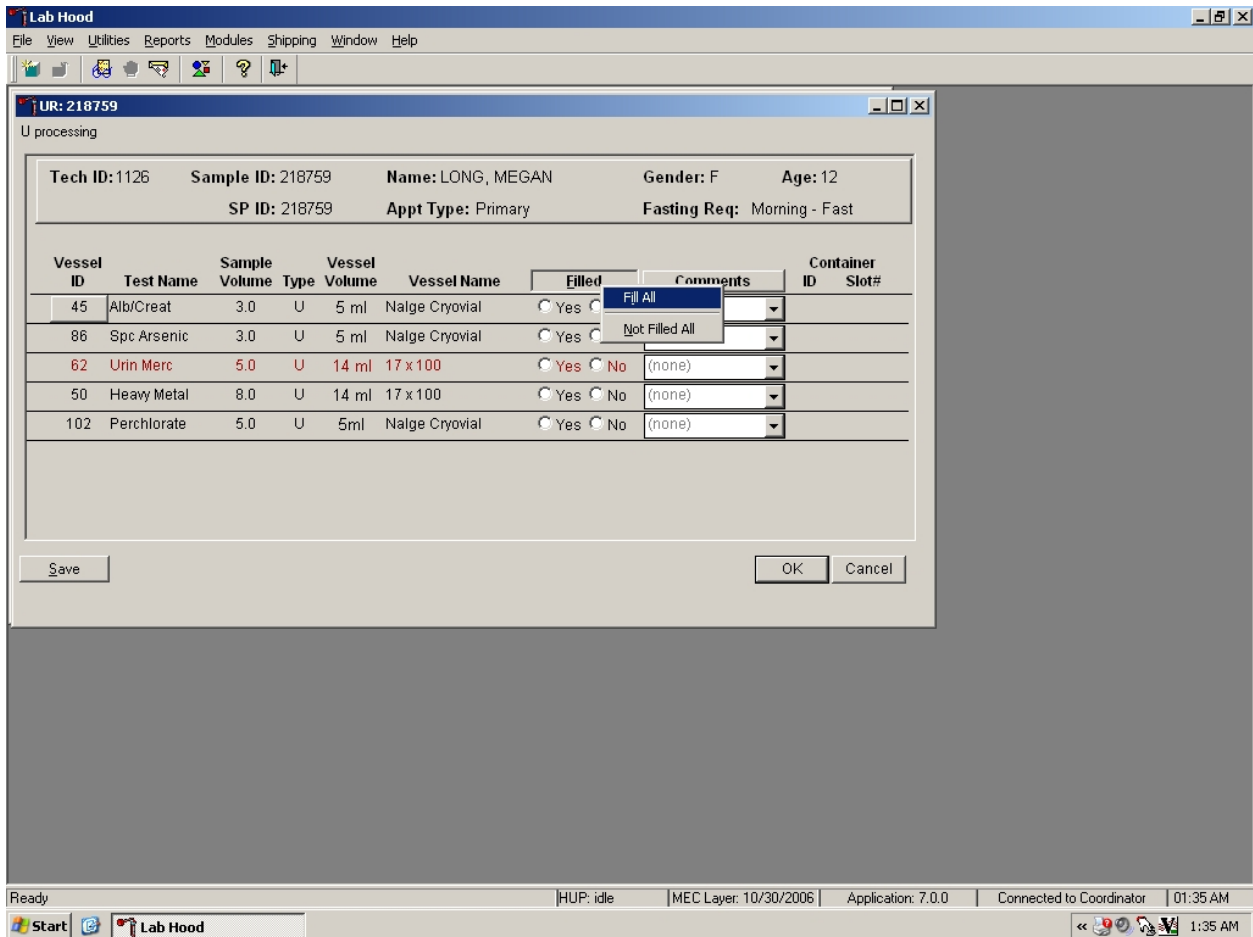 Lab Hood
File View Utilities Reports Modules Shipping Window Help
UR: 218759
U processing
Tech ID: 1126 Sample ID: 218759 Name: LONG, MEGAN Gender: F Age: 12
SP ID: 218759 Appt Type: Primary Fasting Req: Morning - Fast
Vessel Sample Vessel Container
ID Test Name Volume Type Volume Vessel Name Filled Comments ID Slot#
45 Alb/Creat 3.0 U 5 ml Nalge Cryovial Yes
Fill All
86 Spc Arsenic 3.0 U 5 ml Nalge Cryovial Yes
Not Filled All
62 Urin Merc 5.0 U 14 ml 17 x 100 Yes No (none)
50 Heavy Metal 8.0 U 14 ml 17 x 100 Yes No (none)
102 Perchlorate 5.0 U 5ml Nalge Cryovial Yes No (none)
Save OK Cancel
Ready HUP: idle MEC Layer: 10/30/2006 Application: 7.0.0 Connected to Coordinator 01:35 AM
Start Lab Hood « 1:35 AM